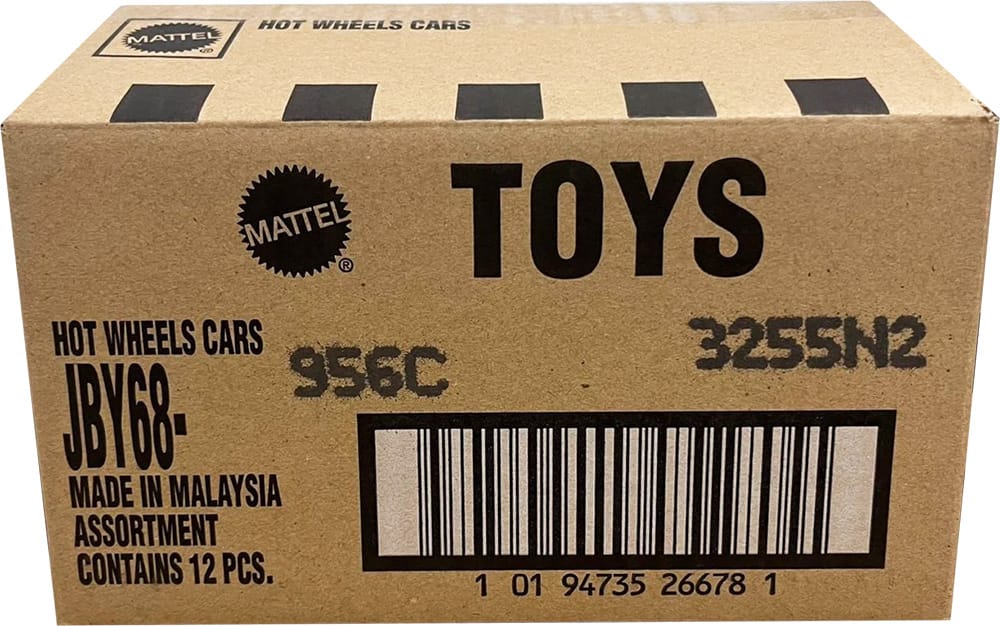 MATTEL
®
HOT WHEELS CARS
TOYS
MATTEL
®
HOT WHEELS CARS
JBY68-
956C
3255N2
MADE IN MALAYSIA
ASSORTMENT
CONTAINS 12 PCS.
1 01 94735 26678 1